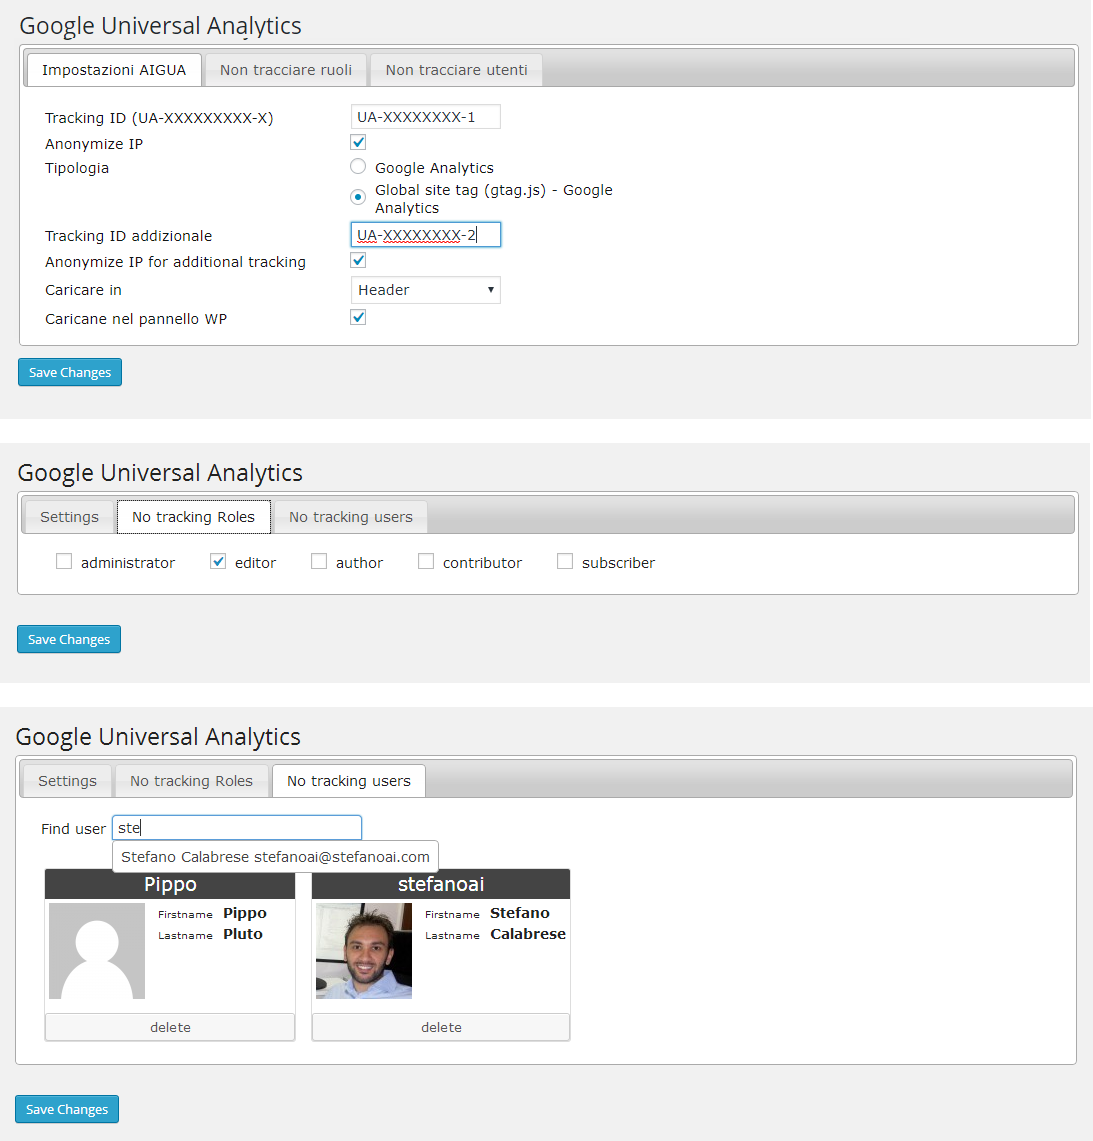 Google Universal Analytics
Impostazioni AIGUA
Non tracciare ruoli
Non tracciare utenti
Tracking ID (UA-XXXXXXXXX-X)
UA-XXXXXXXX-1
Anonymize IP
Tipologia
Google Analytics
Global site tag (gtag.js) - Google
Analytics
Tracking ID addizionale
UA-XXXXXXXX-2
Anonymize IP for additional tracking
Caricare in
Header
Caricane nel pannello WP
Save Changes
Google Universal Analytics
Settings
No tracking Roles
No tracking users
administrator
editor
author
contributor
subscriber
Save Changes
Google Universal Analytics
Settings
No tracking Roles
No tracking users
Find user
ste
Stefano Calabrese stefanoai@stefanoai.com
Pippo
Firstname Pippo
Lastname Pluto
delete
stefanoai
Firstname Stefano
Lastname Calabrese
delete
Save Changes